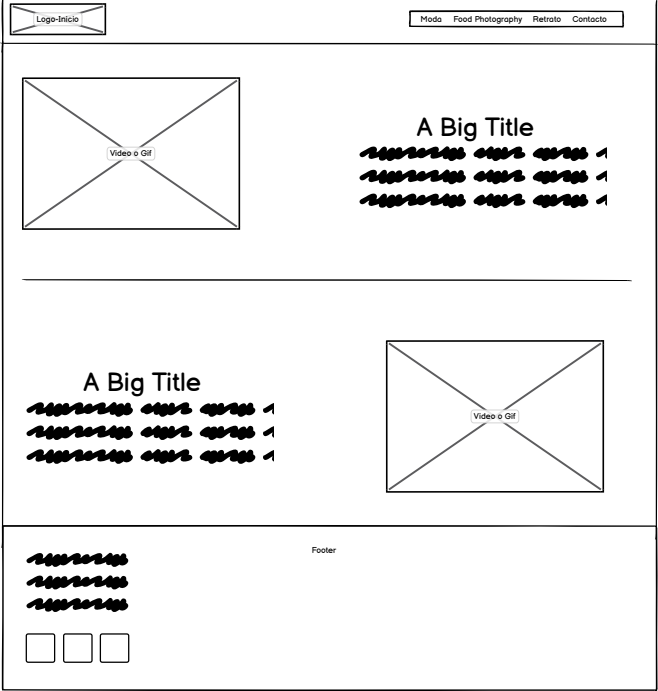 Logo-Inicio
Moda Food Photography Retrato Contacto
Video o Gif
A Big Title
A Big Title
Video o Gif
Footer